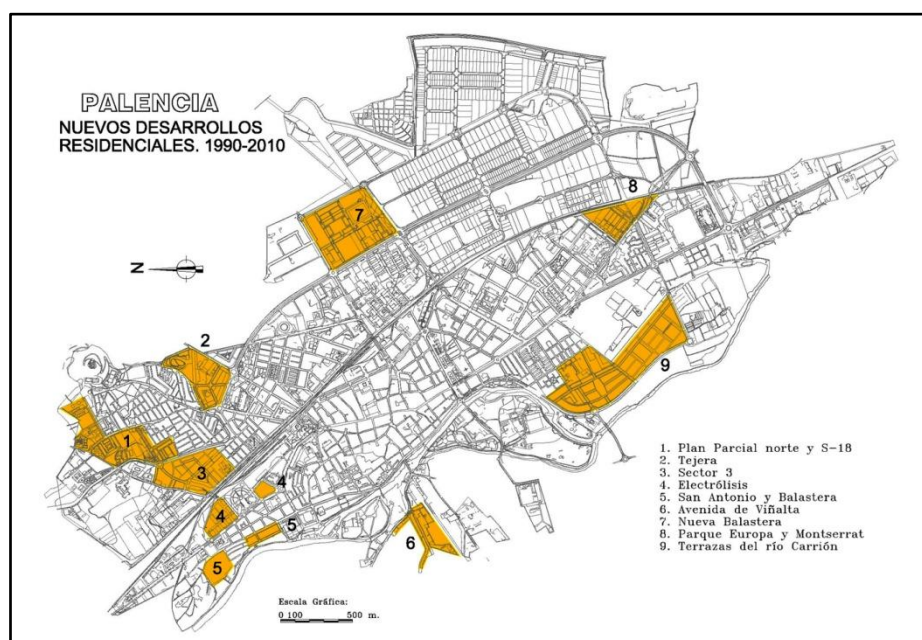 PALENCIA
NUEVOS DESARROLLOS
RESIDENCIALES. 1990-2010
8
7
N
2
9
1
3
4
4
5
6
5
1. Plan Parcial norte y S-18
2. Tejera
3. Sector 3
4. Electrólisis
5. San Antonio y Balastera
6. Avenida de Viñalta
7. Nueva Balastera
8. Parque Europa y Montserrat
9. Terrazas del río Carrión
Escala Gráfica:
0 100 500 m.